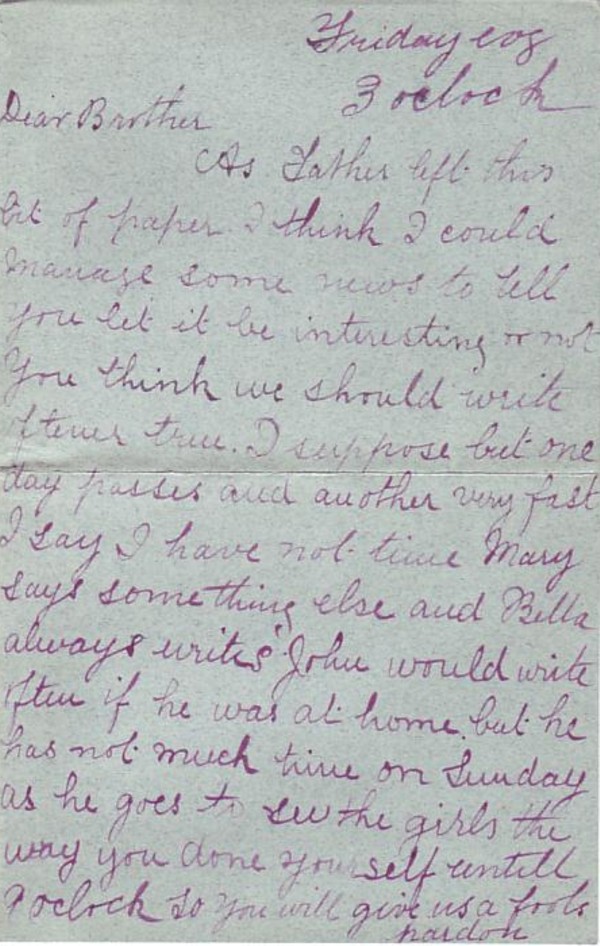 Friday evg
3 oclock
Dear Brother
As Father left this
bit of paper I think I could
manage some news to tell
you let it be interesting or not
You think we should write
oftener true. I suppose but one
day passes and another very fast
I say I have not time Mary
says something else and Bella
always writes John would write
often if he was at home but he
has not much time on Sunday
as he goes to see the girls the
way you done yourself untill
9 oclock so you will give us a fools
pardon